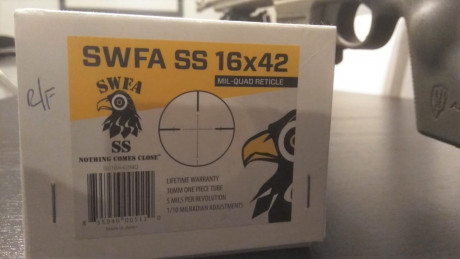 SWFA SS 16x42
MIL-QUAD RETICLE
R/F
SWFA
SS
NOTHING COMES CLOSE
LIFETIME WARRANTY
30MM ONE PIECE TUBE
5 MILS PER REVOLUTION
1/10 MILRADIAN ADJUSTMENTS